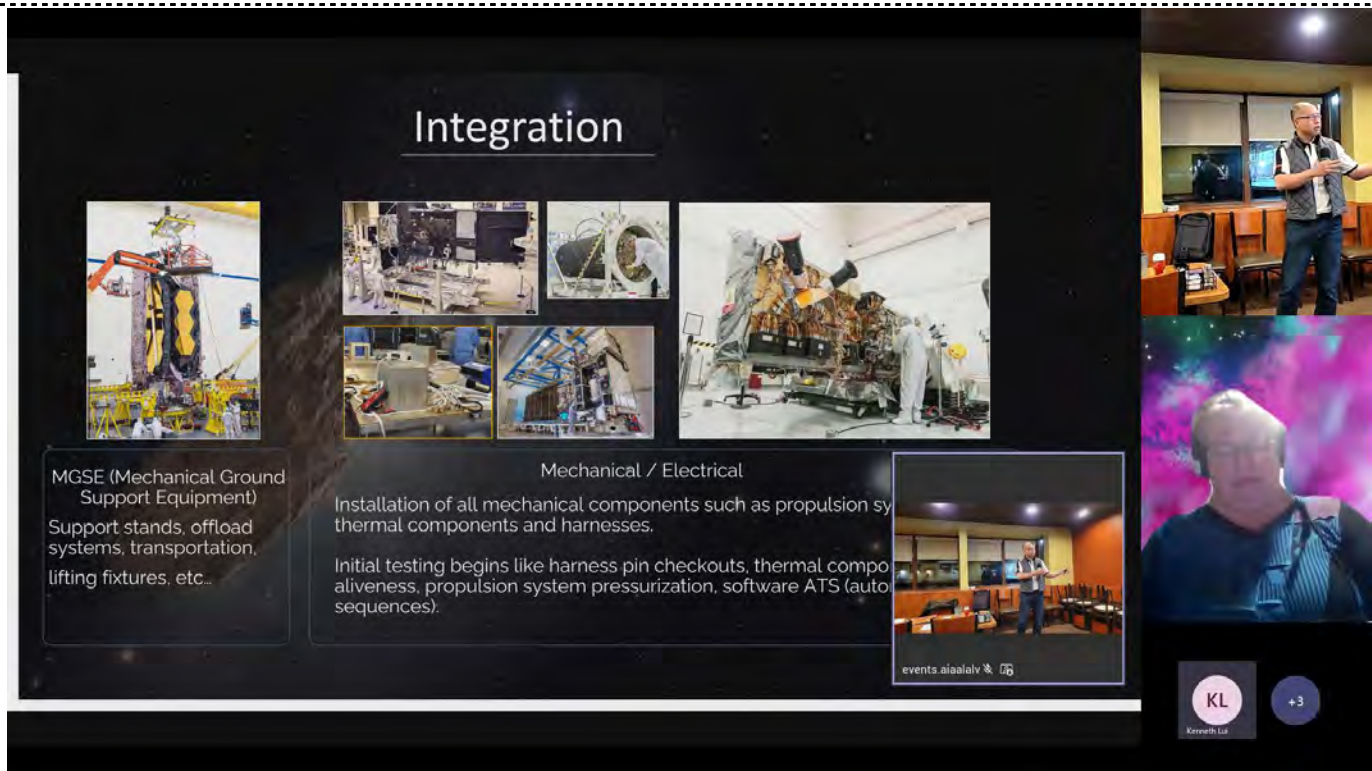 Integration
MGSE (Mechanical Ground
Support Equipment)
Support stands, offload
systems, transportation,
lifting fixtures, etc...
Mechanical / Electrical
Installation of all mechanical components such as propulsion sy
thermal components and harnesses.
Initial testing begins like harness pin checkouts, thermal compo
aliveness, propulsion system pressurization, software ATS (auto
sequences).
events.aiaalalv
KL
Kenneth Lui
+3